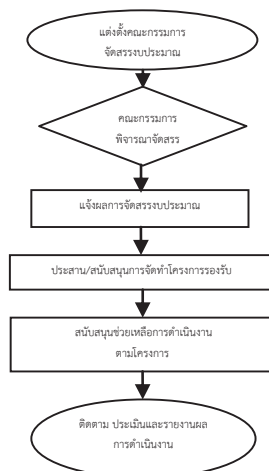 แต่งตั้งคณะกรรมการ
จัดสรรงบประมาณ
คณะกรรมการ
พิจารณาจัดสรร
แจ้งผลการจัดสรรงบประมาณ
ประสาน/สนับสนุนการจัดทำโครงการรองรับ
สนับสนุนช่วยเหลือการดำเนินงาน
ตามโครงการ
ติดตาม ประเมินและรายงานผล
การดำเนินงาน